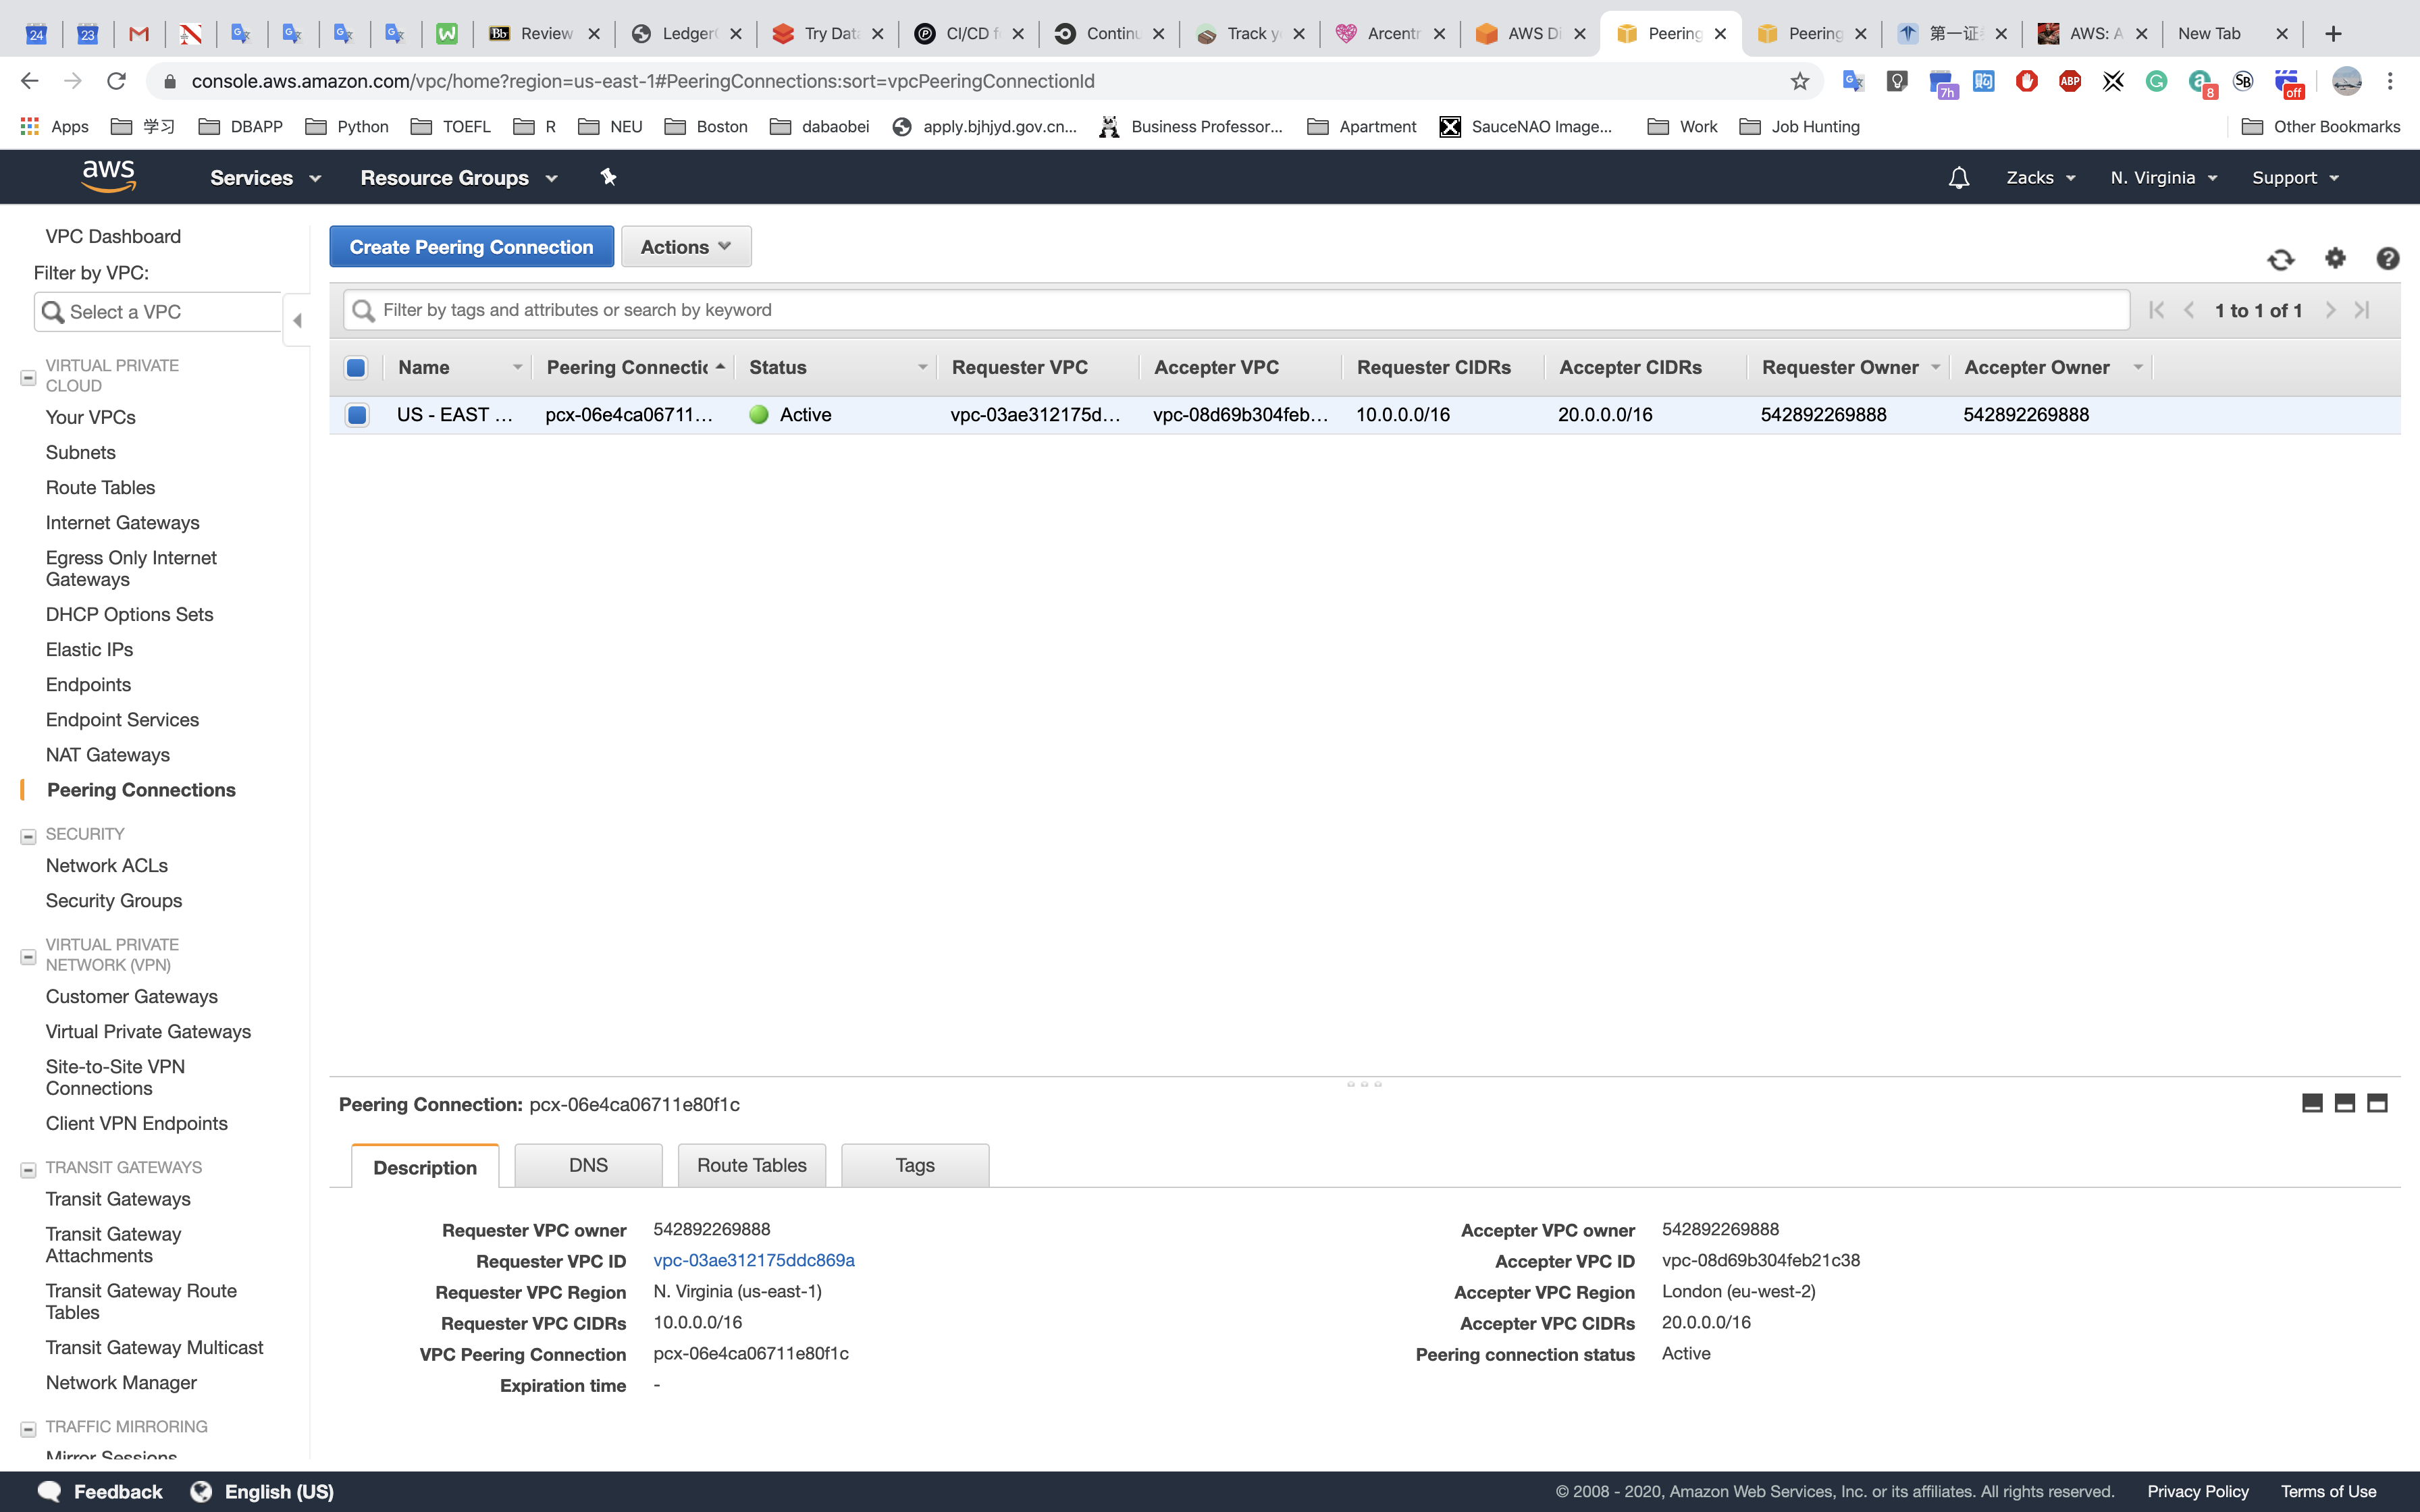 24
23
Review
Ledger
Try Dat
CI/CD f
Contin
Track y
Arcentr
AWS Di
Peering
Peering
第一证
AWS: A
New Tab
console.aws.amazon.com/vpc/home?region=us-east-1#PeeringConnections:sort=vpcPeeringConnectionId
7h
ABP
8
SB
off
Apps
学习
DBAPP
Python
TOEFL
R
NEU
Boston
dabaobei
apply.bjhjyd.gov.cn...
Business Professor...
Apartment
SauceNAO Image...
Work
Job Hunting
Other Bookmarks
aws
Services
Resource Groups
Zacks
N. Virginia
Support
VPC Dashboard
Filter by VPC:
Select a VPC
VIRTUAL PRIVATE
CLOUD
Your VPCs
Subnets
Route Tables
Internet Gateways
Egress Only Internet
Gateways
DHCP Options Sets
Elastic IPs
Endpoints
Endpoint Services
NAT Gateways
Peering Connections
SECURITY
Network ACLs
Security Groups
VIRTUAL PRIVATE
NETWORK (VPN)
Customer Gateways
Virtual Private Gateways
Site-to-Site VPN
Connections
Client VPN Endpoints
TRANSIT GATEWAYS
Transit Gateways
Transit Gateway
Attachments
Transit Gateway Route
Tables
Transit Gateway Multicast
Network Manager
TRAFFIC MIRRORING
Mirror Sessions
Create Peering Connection
Actions
Filter by tags and attributes or search by keyword
1 to 1 of 1
Name Peering Connectic Status Requester VPC Accepter VPC Requester CIDRs Accepter CIDRs Requester Owner Accepter Owner
US - EAST ... pcx-06e4ca06711... Active vpc-03ae312175d... vpc-08d69b304feb... 10.0.0.0/16 20.0.0.0/16 542892269888 542892269888
Peering Connection: pcx-06e4ca06711e80f1c
Description
DNS
Route Tables
Tags
Requester VPC owner 542892269888
Requester VPC ID vpc-03ae312175ddc869a
Requester VPC Region N. Virginia (us-east-1)
Requester VPC CIDRs 10.0.0.0/16
VPC Peering Connection pcx-06e4ca06711e80f1c
Expiration time -
Accepter VPC owner 542892269888
Accepter VPC ID vpc-08d69b304feb21c38
Accepter VPC Region London (eu-west-2)
Accepter VPC CIDRs 20.0.0.0/16
Peering connection status Active
Feedback
English (US)
© 2008 - 2020, Amazon Web Services, Inc. or its affiliates. All rights reserved.
Privacy Policy
Terms of Use